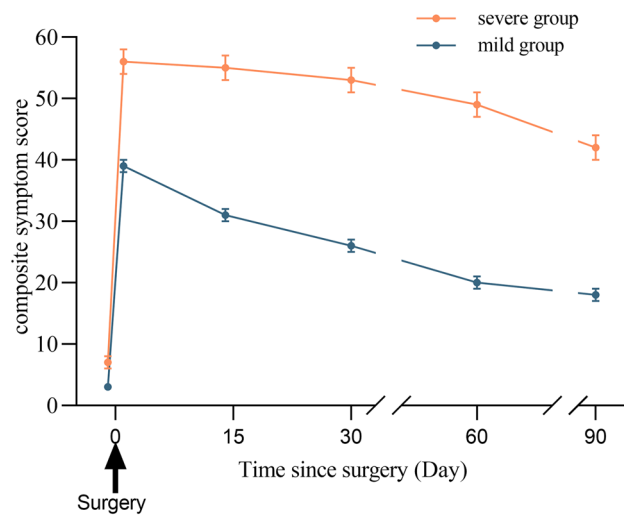 severe group
mild group
60
50
40
30
20
10
0
composite symptom score
0 15 30 60 90
Time since surgery (Day)
Surgery